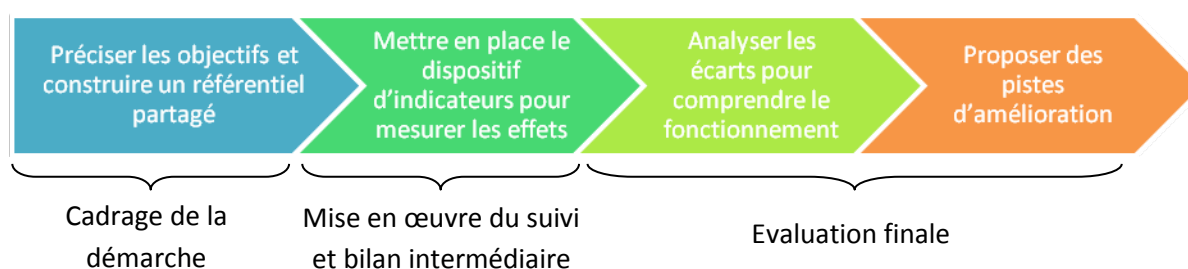 Préciser les objectifs et
construire un référentiel
partagé
Mettre en place le
dispositif
d'indicateurs pour
mesurer les effets
Analyser les
écarts pour
comprendre le
fonctionnement
Proposer des
pistes
d'amélioration
Cadrage de la
démarche
Mise en œuvre du suivi
et bilan intermédiaire
Evaluation finale